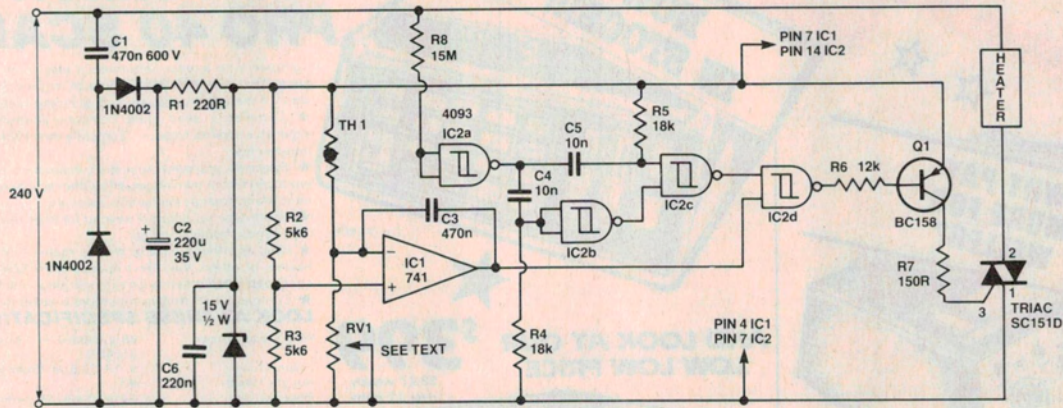 C1
470n 600 V
1N4002
R1 220R
R8
15M
PIN 7 IC1
PIN 14 IC2
HEATER
TH 1
4093
IC2a
C5
10n
R5
18k
C4
10n
IC2c
IC2d
R6 12k
Q1
BC158
240 V
1N4002
+
C2
220u
35 V
R2
5k6
C3
470n
IC2b
−
+
IC1
741
R7
150R
2
1
3
TRIAC
SC151D
15 V
½ W
C6
220n
R3
5k6
RV1
SEE TEXT
R4
18k
PIN 4 IC1
PIN 7 IC2